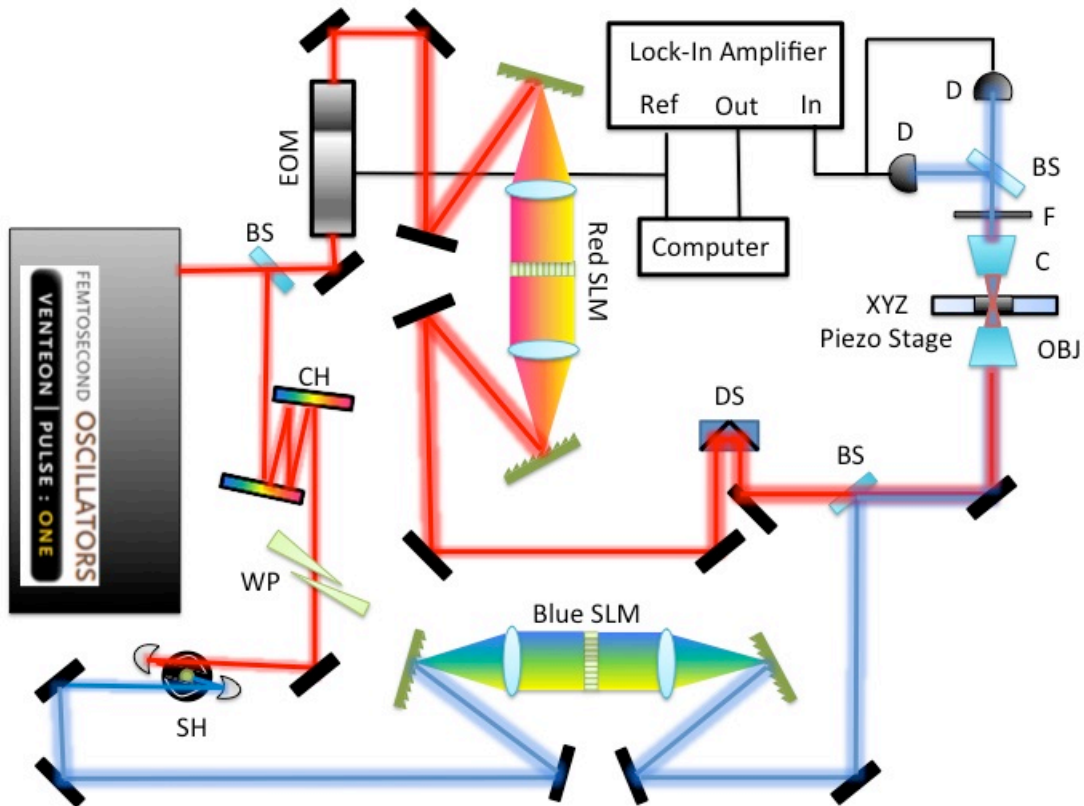 Lock-In Amplifier
Ref Out In
D
D
BS
EOM
F
BS
Red SLM
Computer
C
XYZ
Piezo Stage
OBJ
FEMTOSECOND OSCILLATORS
VENTEON | PULSE : ONE
CH
DS
BS
WP
Blue SLM
SH